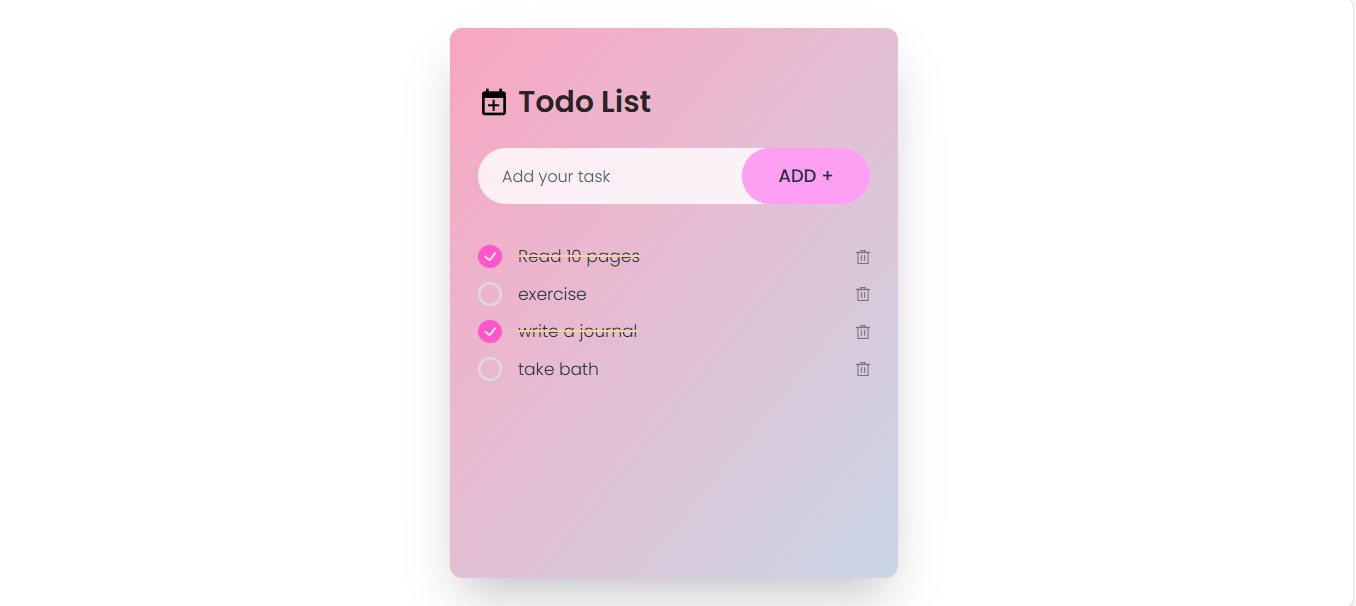 Todo List
Add your task
ADD +
Read 10 pages
exercise
write a journal
take bath